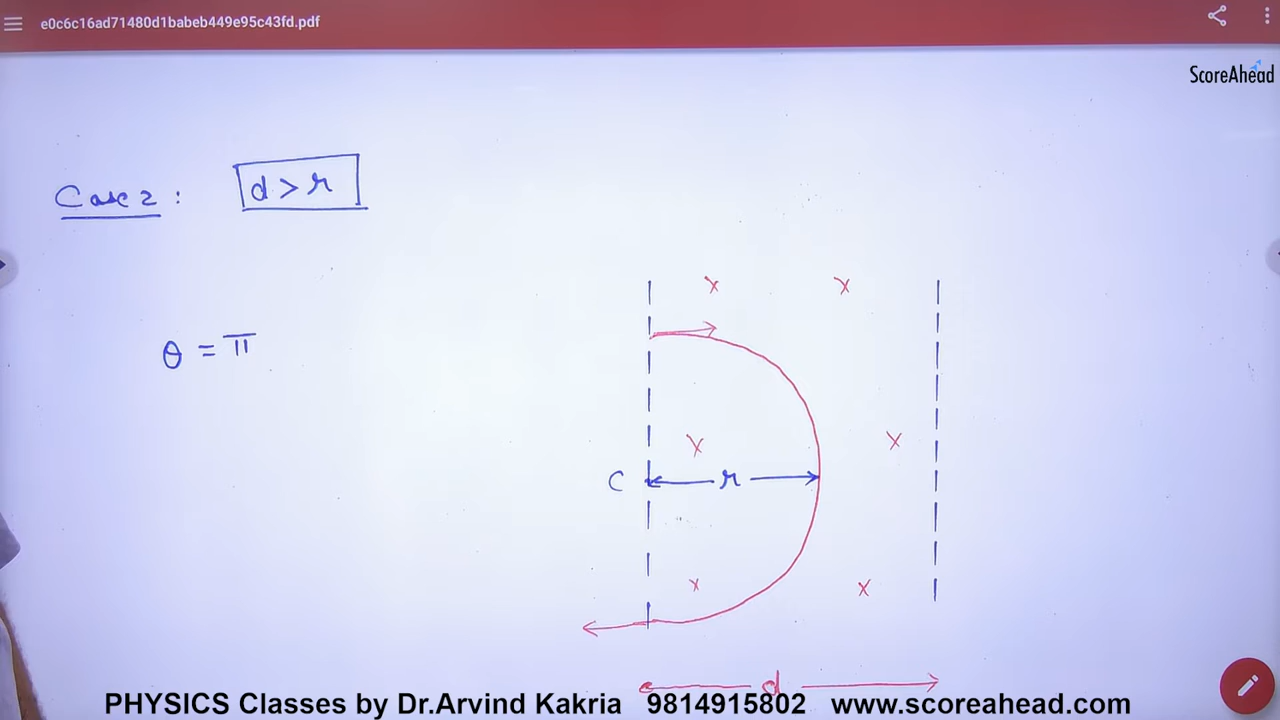 e0c6c16ad71480d1babeb449e95c43fd.pdf
ScoreAhead
Case 2 : d > r
x x
θ = π
x x
C r
x x
d
PHYSICS Classes by Dr.Arvind Kakria 9814915802 www.scoreahead.com